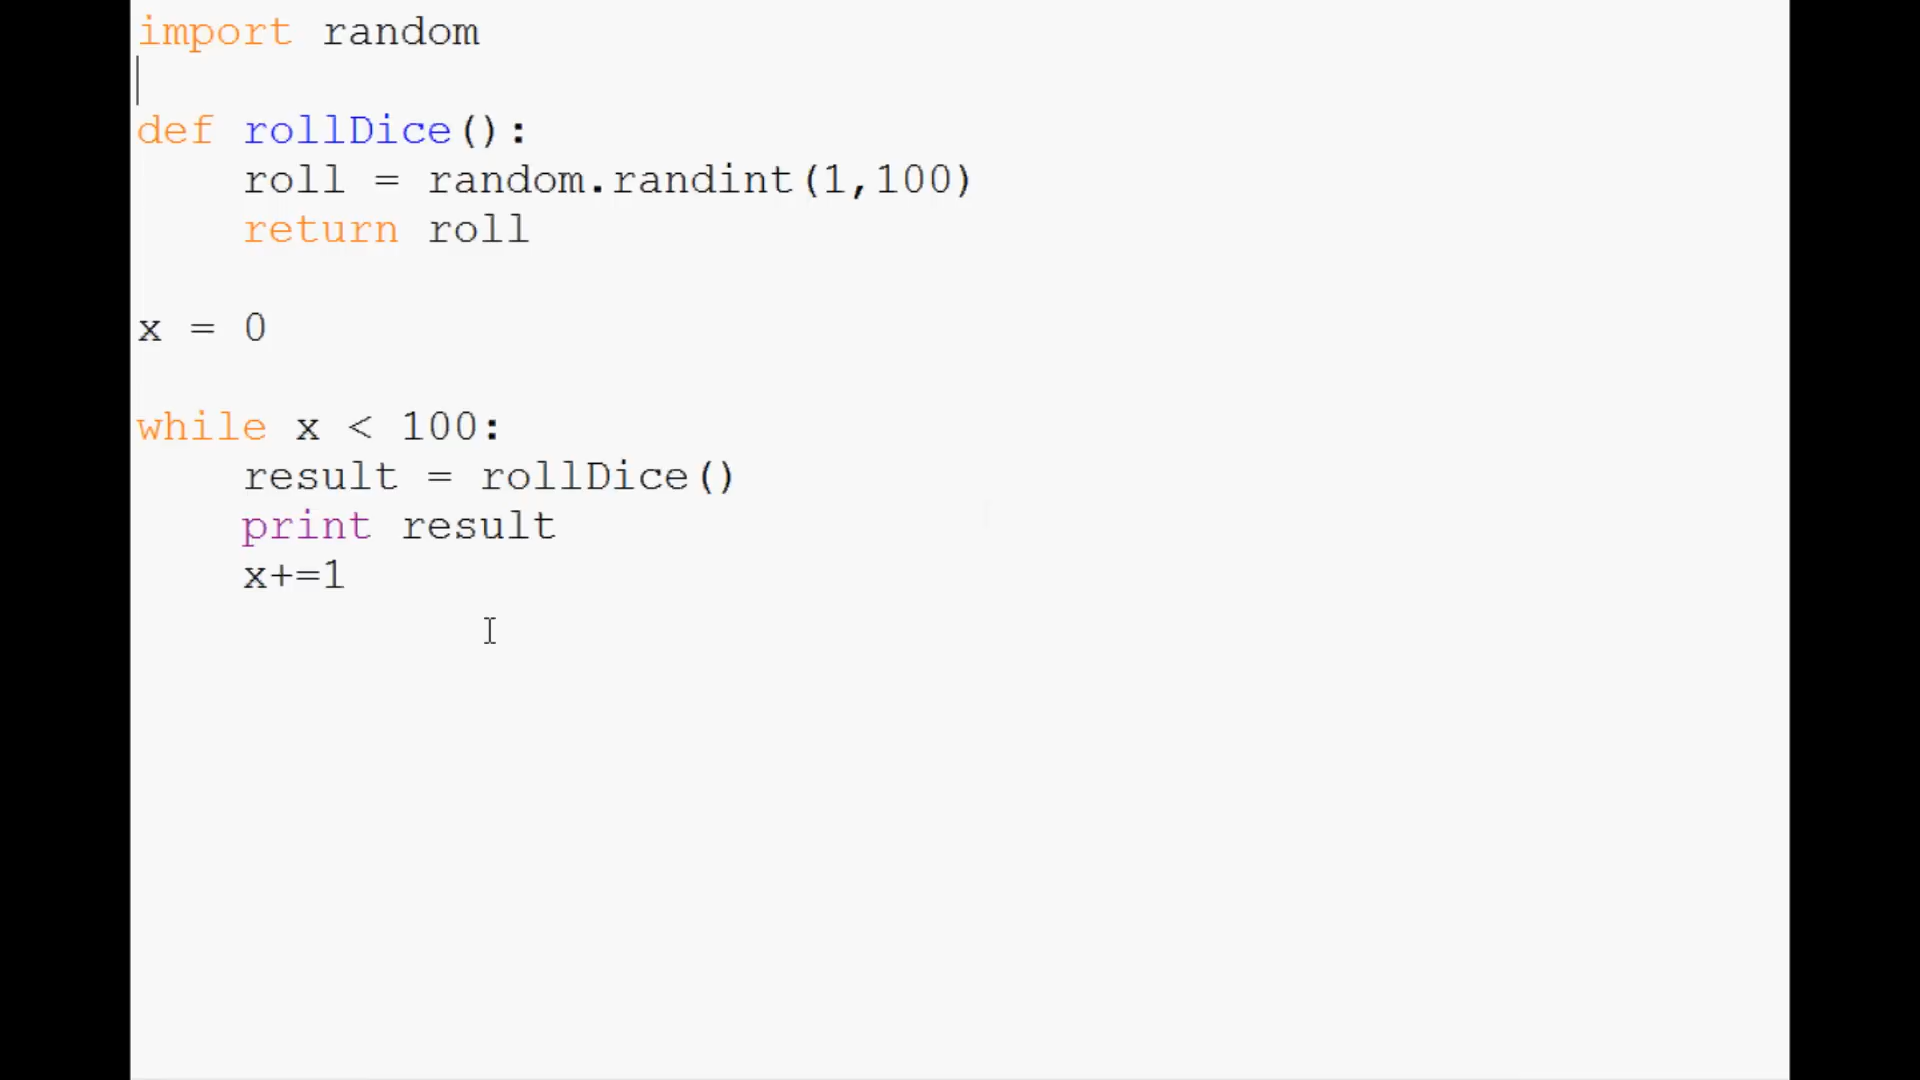 import random
def rollDice():
    roll = random.randint(1,100)
    return roll
x = 0
while x < 100:
    result = rollDice()
    print result
    x+=1